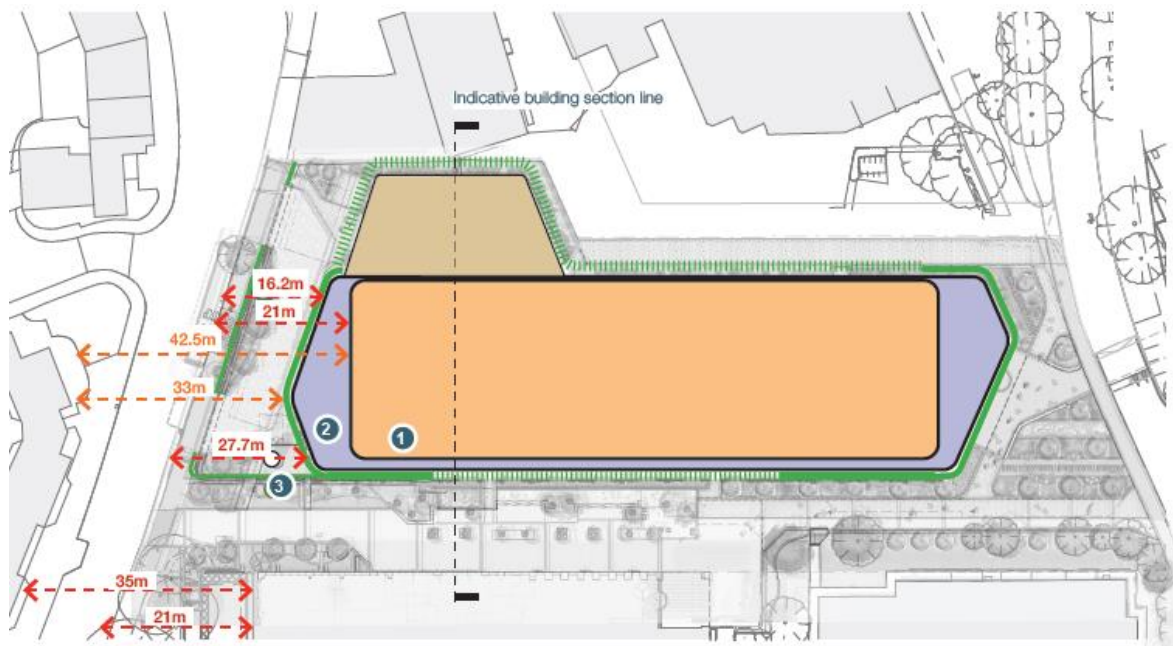 Indicative building section line
16.2m
21m
42.5m
33m
2
1
27.7m
3
35m
21m